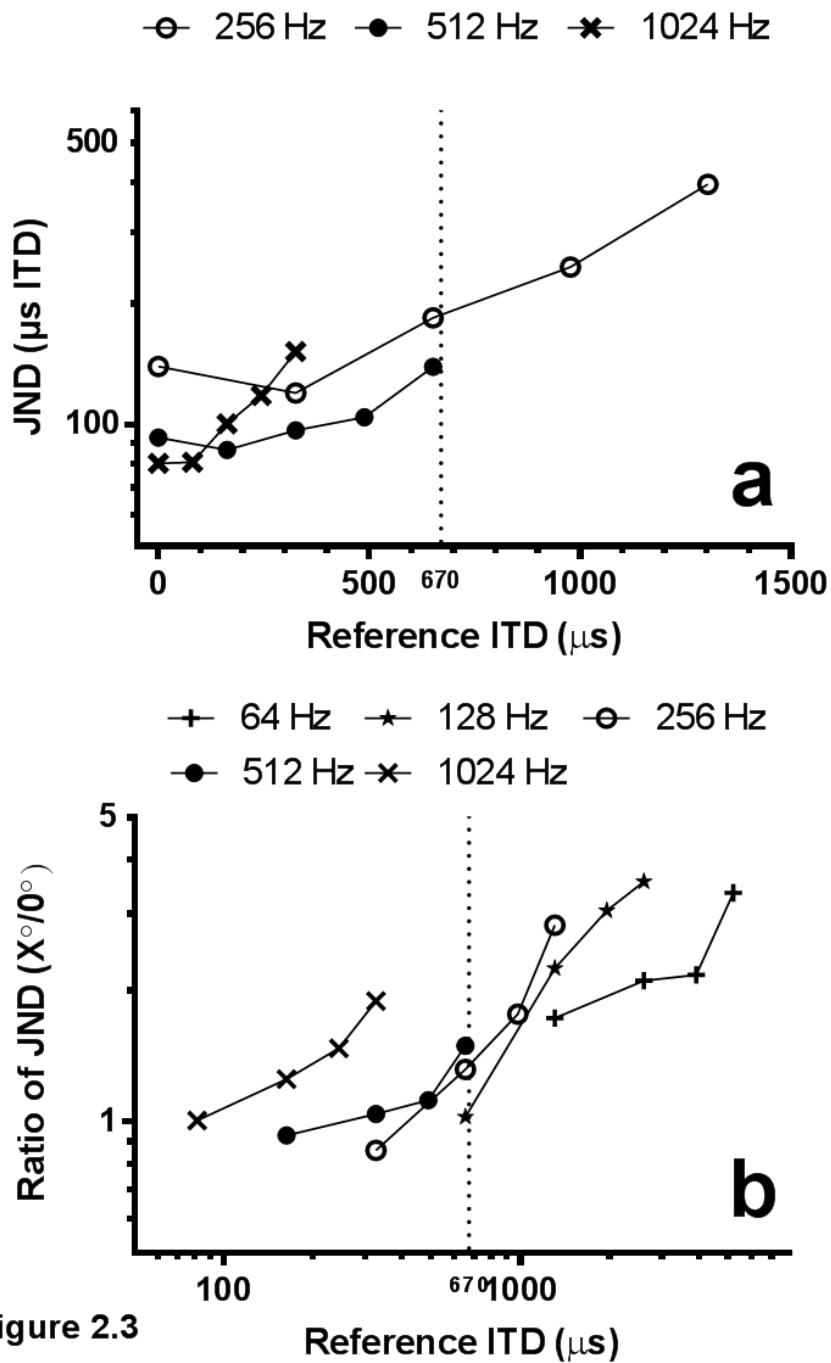 256 Hz 512 Hz 1024 Hz
500
JND (µs ITD)
100
a
0 500 670 1000 1500
Reference ITD (µs)
64 Hz 128 Hz 256 Hz
512 Hz 1024 Hz
5
Ratio of JND (X°/0°)
1
b
100 670 1000
igure 2.3
Reference ITD (µs)